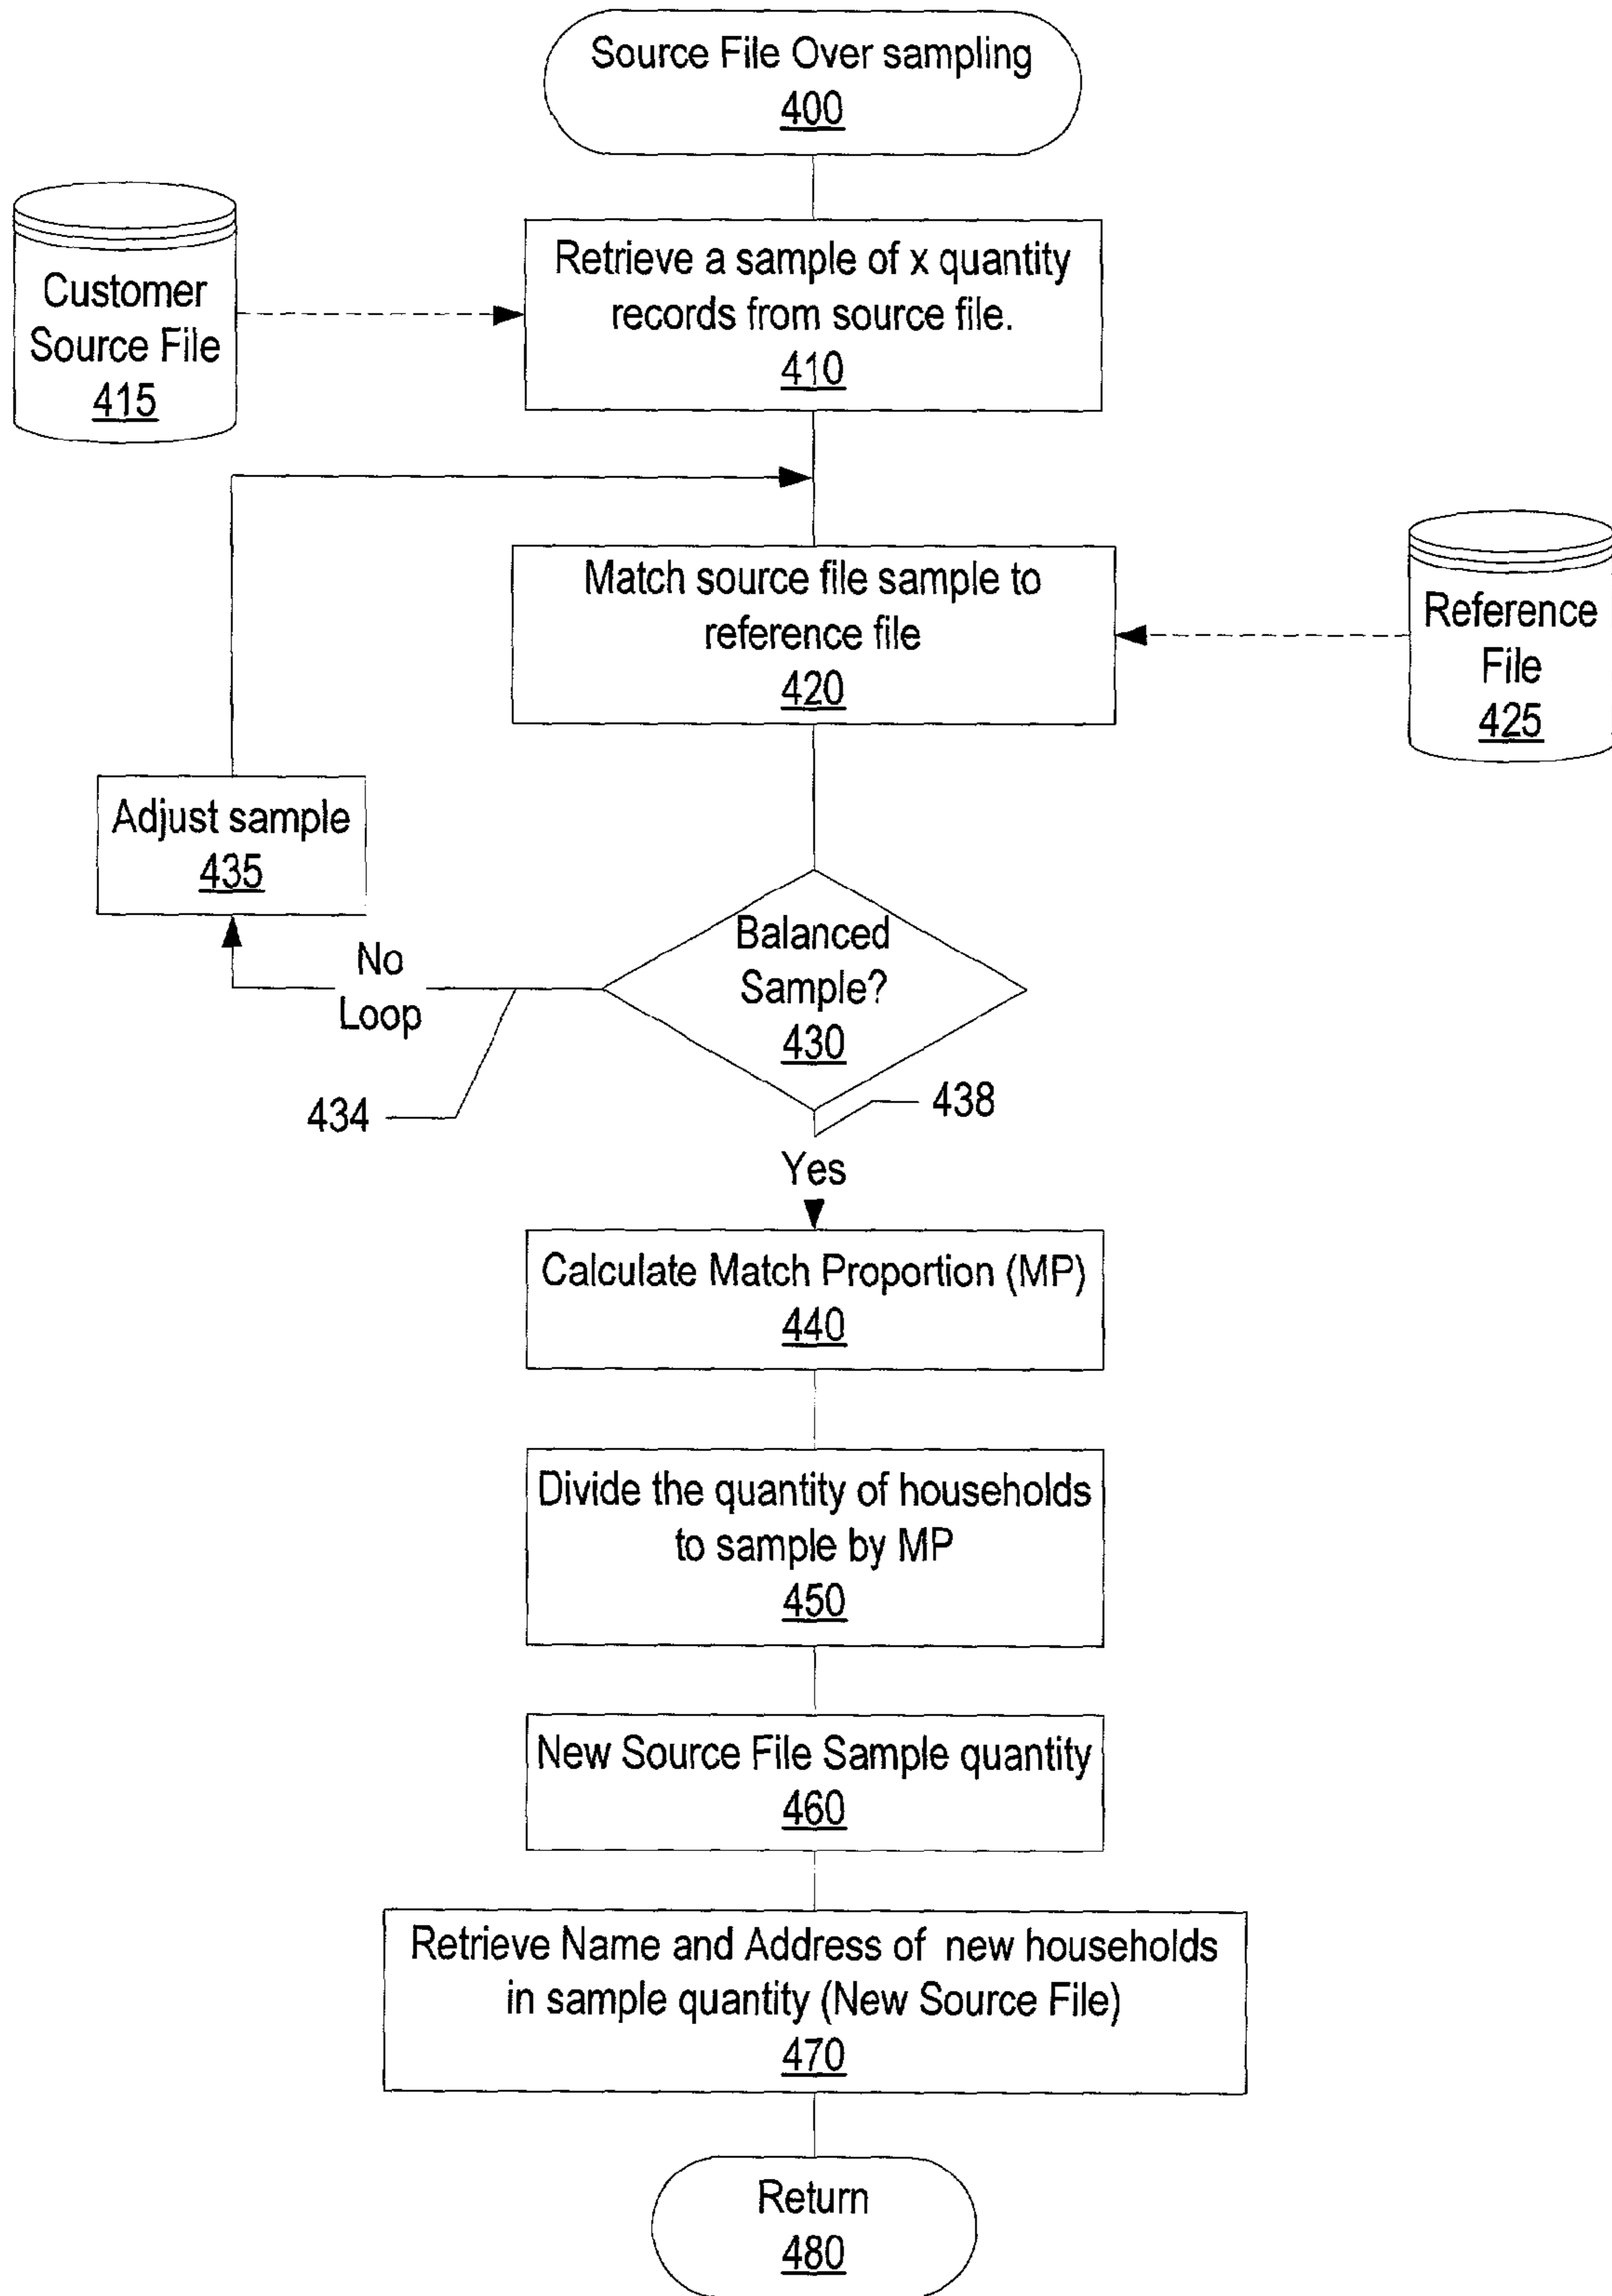 Source File Over sampling
400
Customer
Source File
415
Retrieve a sample of x quantity
records from source file.
410
Match source file sample to
reference file
420
Reference
File
425
Adjust sample
435
No
Loop
Balanced
Sample?
430
434
438
Yes
Calculate Match Proportion (MP)
440
Divide the quantity of households
to sample by MP
450
New Source File Sample quantity
460
Retrieve Name and Address of new households
in sample quantity (New Source File)
470
Return
480